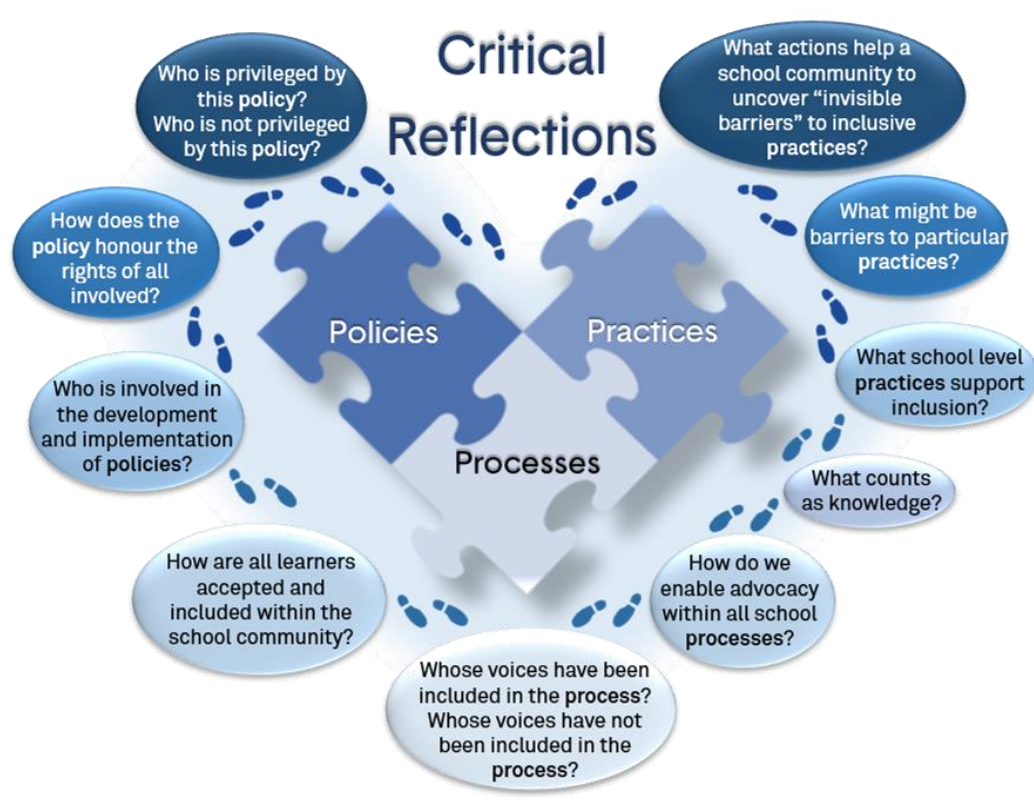 Critical
Reflections
Who is privileged by
this policy?
Who is not privileged
by this policy?
What actions help a
school community to
uncover “invisible
barriers” to inclusive
practices?
How does the
policy honour the
rights of all
involved?
What might be
barriers to particular
practices?
Policies
Practices
Processes
Who is involved in
the development
and implementation
of policies?
What school level
practices support
inclusion?
What counts
as knowledge?
How are all learners
accepted and
included within the
school community?
How do we
enable advocacy
within all school
processes?
Whose voices have been
included in the process?
Whose voices have not
been included in the
process?